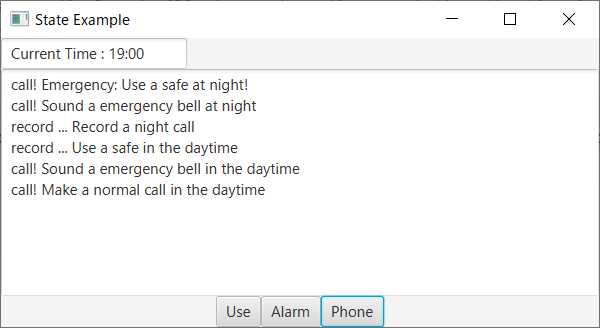 State Example
Current Time : 19:00
call! Emergency: Use a safe at night!
call! Sound a emergency bell at night
record ... Record a night call
record ... Use a safe in the daytime
call! Sound a emergency bell in the daytime
call! Make a normal call in the daytime
Use Alarm Phone